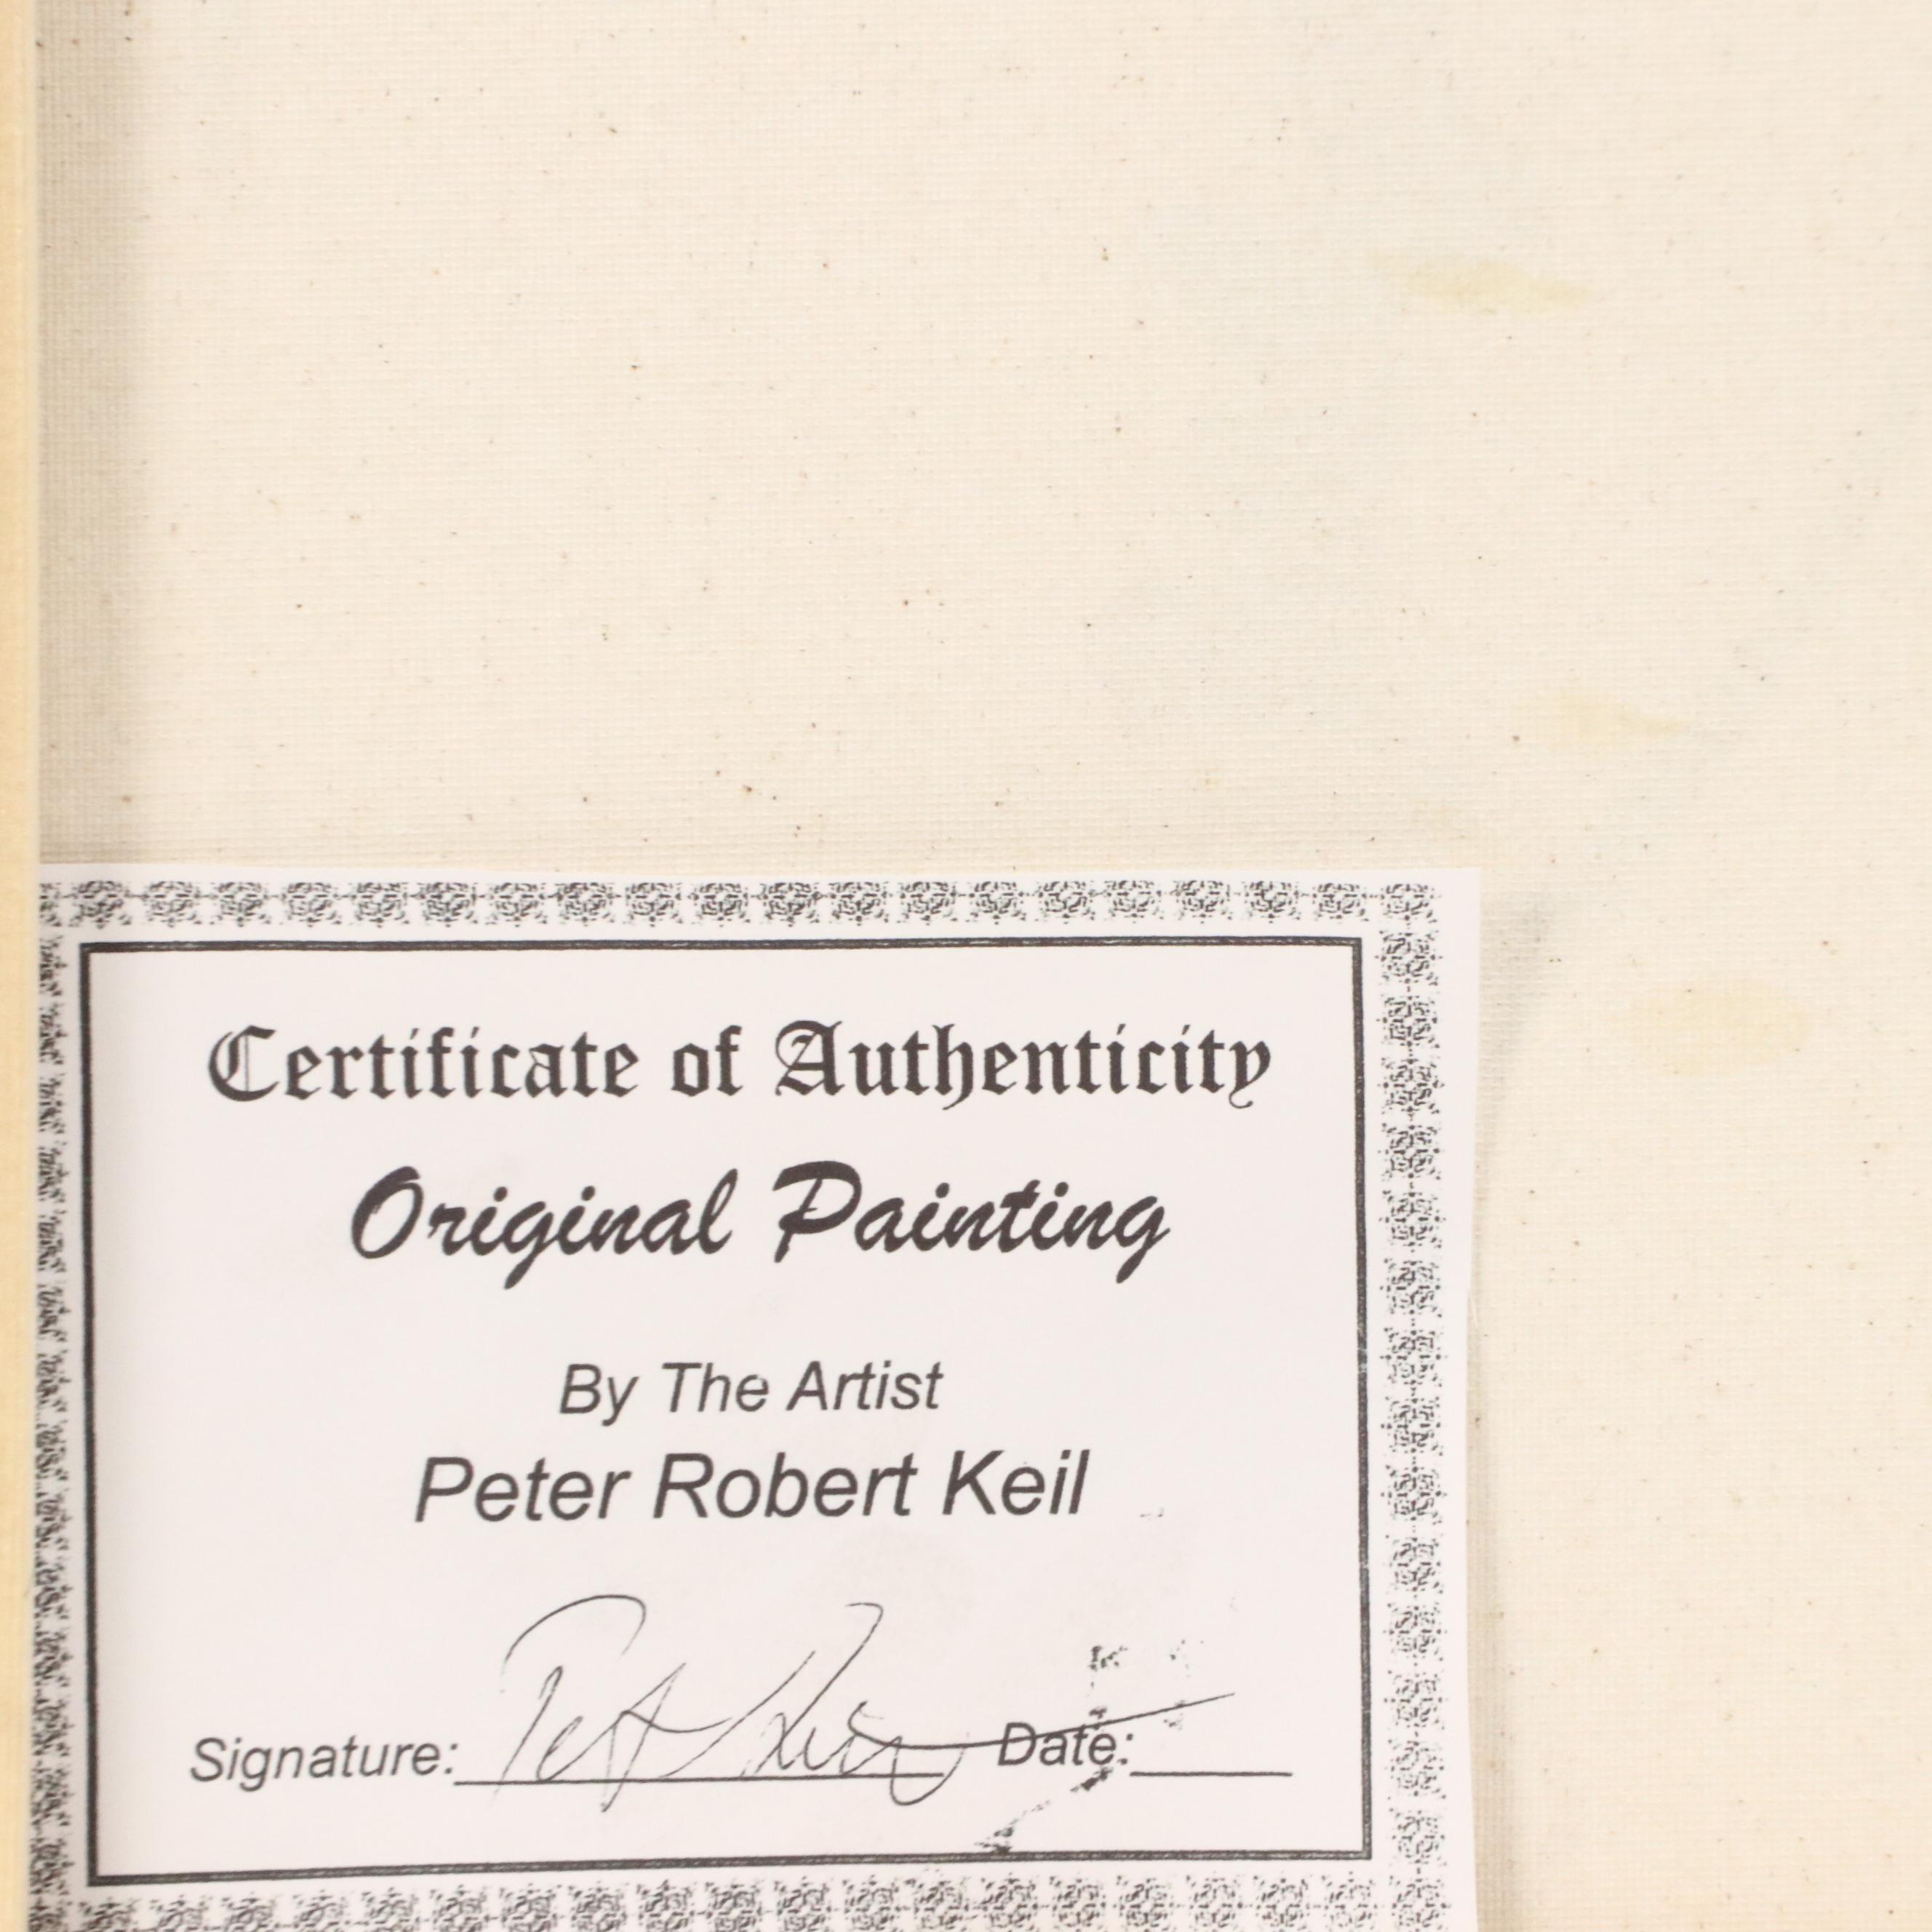 Certificate of Authenticity
Original Painting
By The Artist
Peter Robert Keil
Signature: Date: